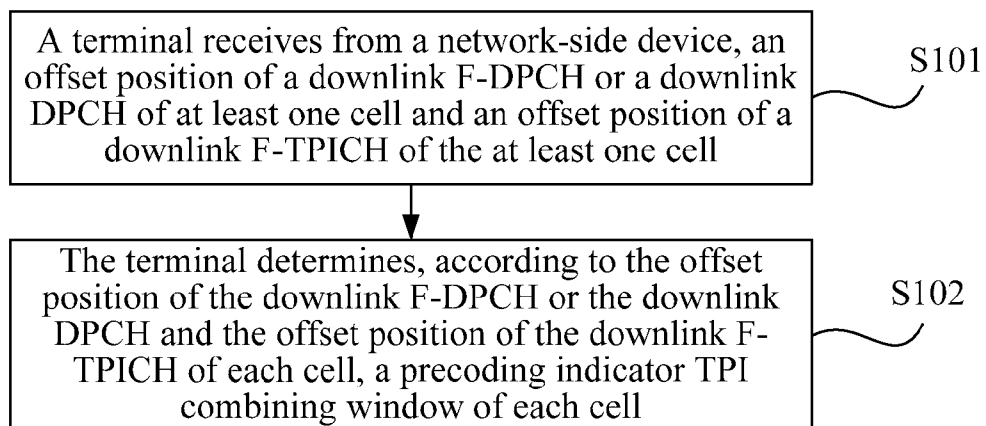 A terminal receives from a network-side device, an
offset position of a downlink F-DPCH or a downlink
DPCH of at least one cell and an offset position of a
downlink F-TPICH of the at least one cell
S101
The terminal determines, according to the offset
position of the downlink F-DPCH or the downlink
DPCH and the offset position of the downlink F-
TPICH of each cell, a precoding indicator TPI
combining window of each cell
S102